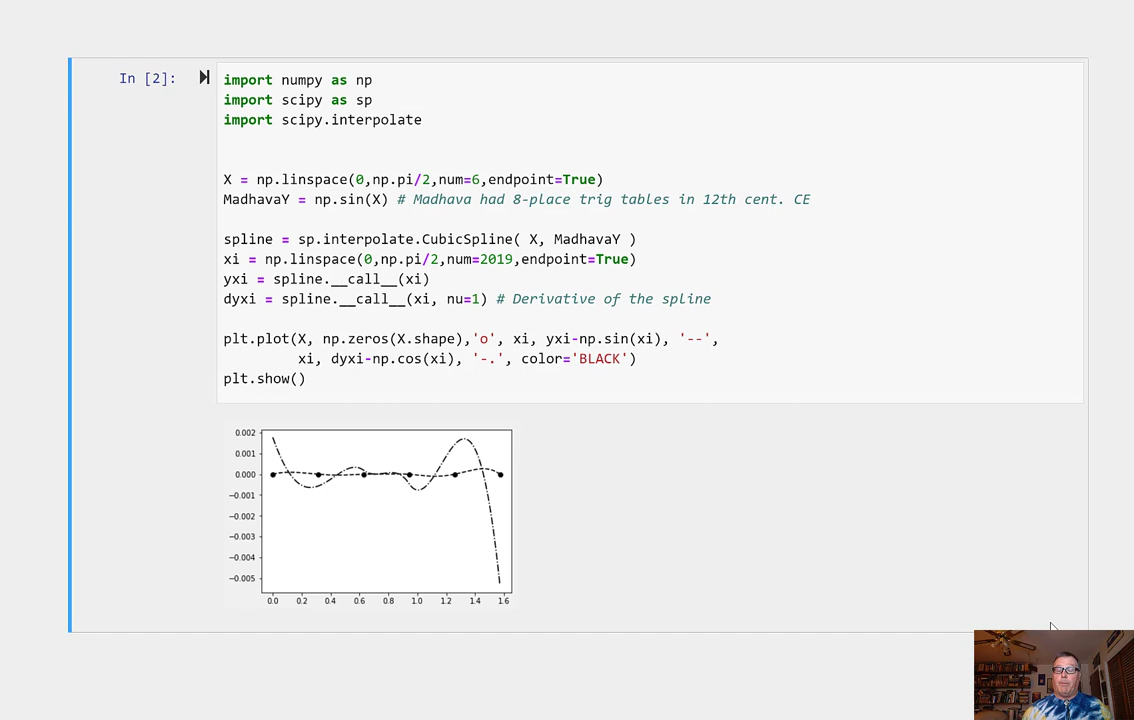 In [2]:
import numpy as np
import scipy as sp
import scipy.interpolate
X = np.linspace(0,np.pi/2,num=6,endpoint=True)
MadhavaY = np.sin(X) # Madhava had 8-place trig tables in 12th cent. CE
spline = sp.interpolate.CubicSpline( X, MadhavaY )
xi = np.linspace(0,np.pi/2,num=2019,endpoint=True)
yxi = spline.__call__(xi)
dyxi = spline.__call__(xi, nu=1) # Derivative of the spline
plt.plot(X, np.zeros(X.shape),'o', xi, yxi-np.sin(xi), '--',
xi, dyxi-np.cos(xi), '-.', color='BLACK')
plt.show()
0.002
0.001
0.000
−0.001
−0.002
−0.003
−0.004
−0.005
0.0 0.2 0.4 0.6 0.8 1.0 1.2 1.4 1.6